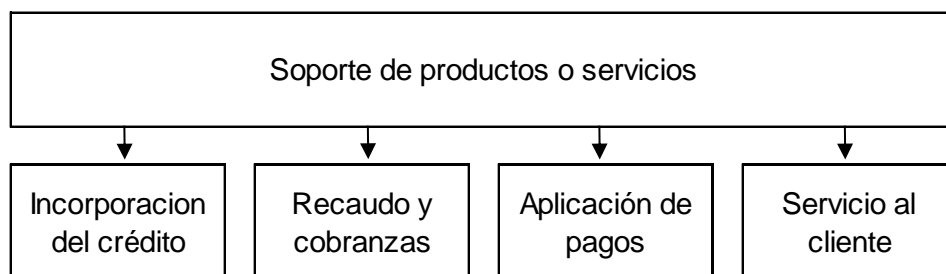 Soporte de productos o servicios
Incorporacion
del crédito
Recaudo y
cobranzas
Aplicación de
pagos
Servicio al
cliente